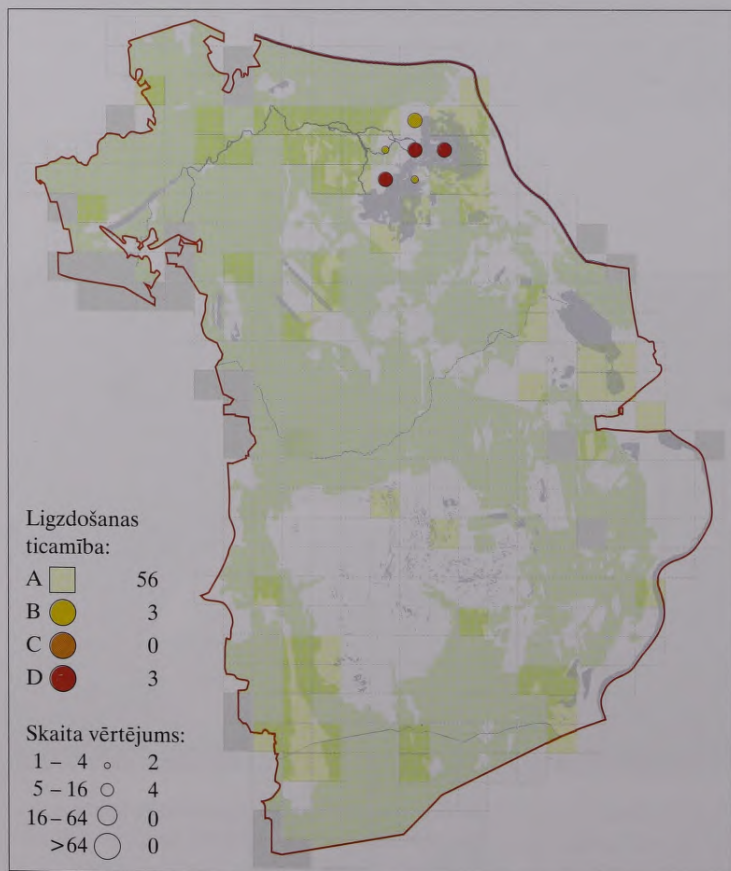 Ligzdošanas
ticamība:
A 56
B 3
C 0
D 3
Skaita vērtējums:
1 – 4 2
5 – 16 4
16 – 64 0
>64 0